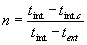 n = (t_int. − t_int.c) / (t_int. − t_ext)